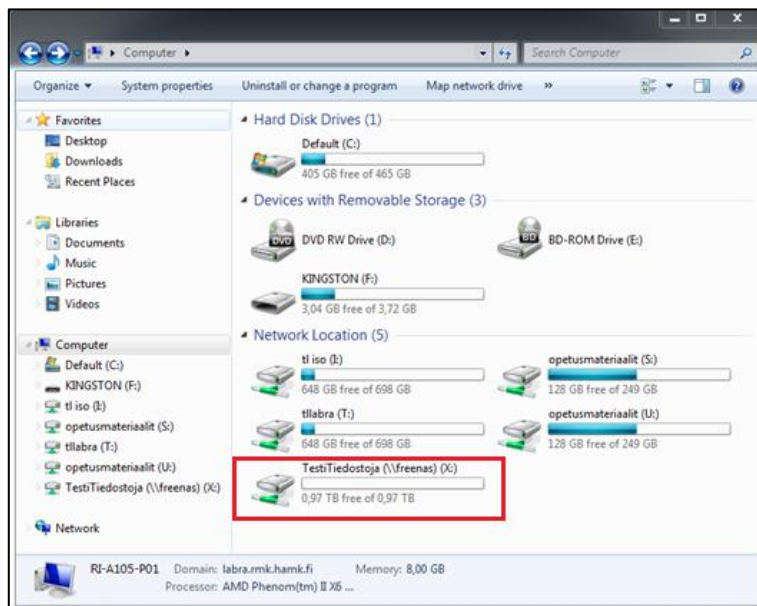 Computer
Search Computer
Organize
System properties
Uninstall or change a program
Map network drive
»
Favorites
Desktop
Downloads
Recent Places
Libraries
Documents
Music
Pictures
Videos
Computer
Default (C:)
KINGSTON (F:)
tl iso (I:)
opetusmateriaalit (S:)
tllabra (T:)
opetusmateriaalit (U:)
TestiTiedostoja (\\freenas) (X:)
Network
Hard Disk Drives (1)
Default (C:)
405 GB free of 465 GB
Devices with Removable Storage (3)
DVD RW Drive (D:)
BD-ROM Drive (E:)
KINGSTON (F:)
3,04 GB free of 3,72 GB
Network Location (5)
tl iso (I:)
648 GB free of 698 GB
opetusmateriaalit (S:)
128 GB free of 249 GB
tllabra (T:)
648 GB free of 698 GB
opetusmateriaalit (U:)
128 GB free of 249 GB
TestiTiedostoja (\\freenas) (X:)
0,97 TB free of 0,97 TB
RI-A105-P01 Domain: labra.rmk.hamk.fi Memory: 8,00 GB
Processor: AMD Phenom(tm) II X6 ...